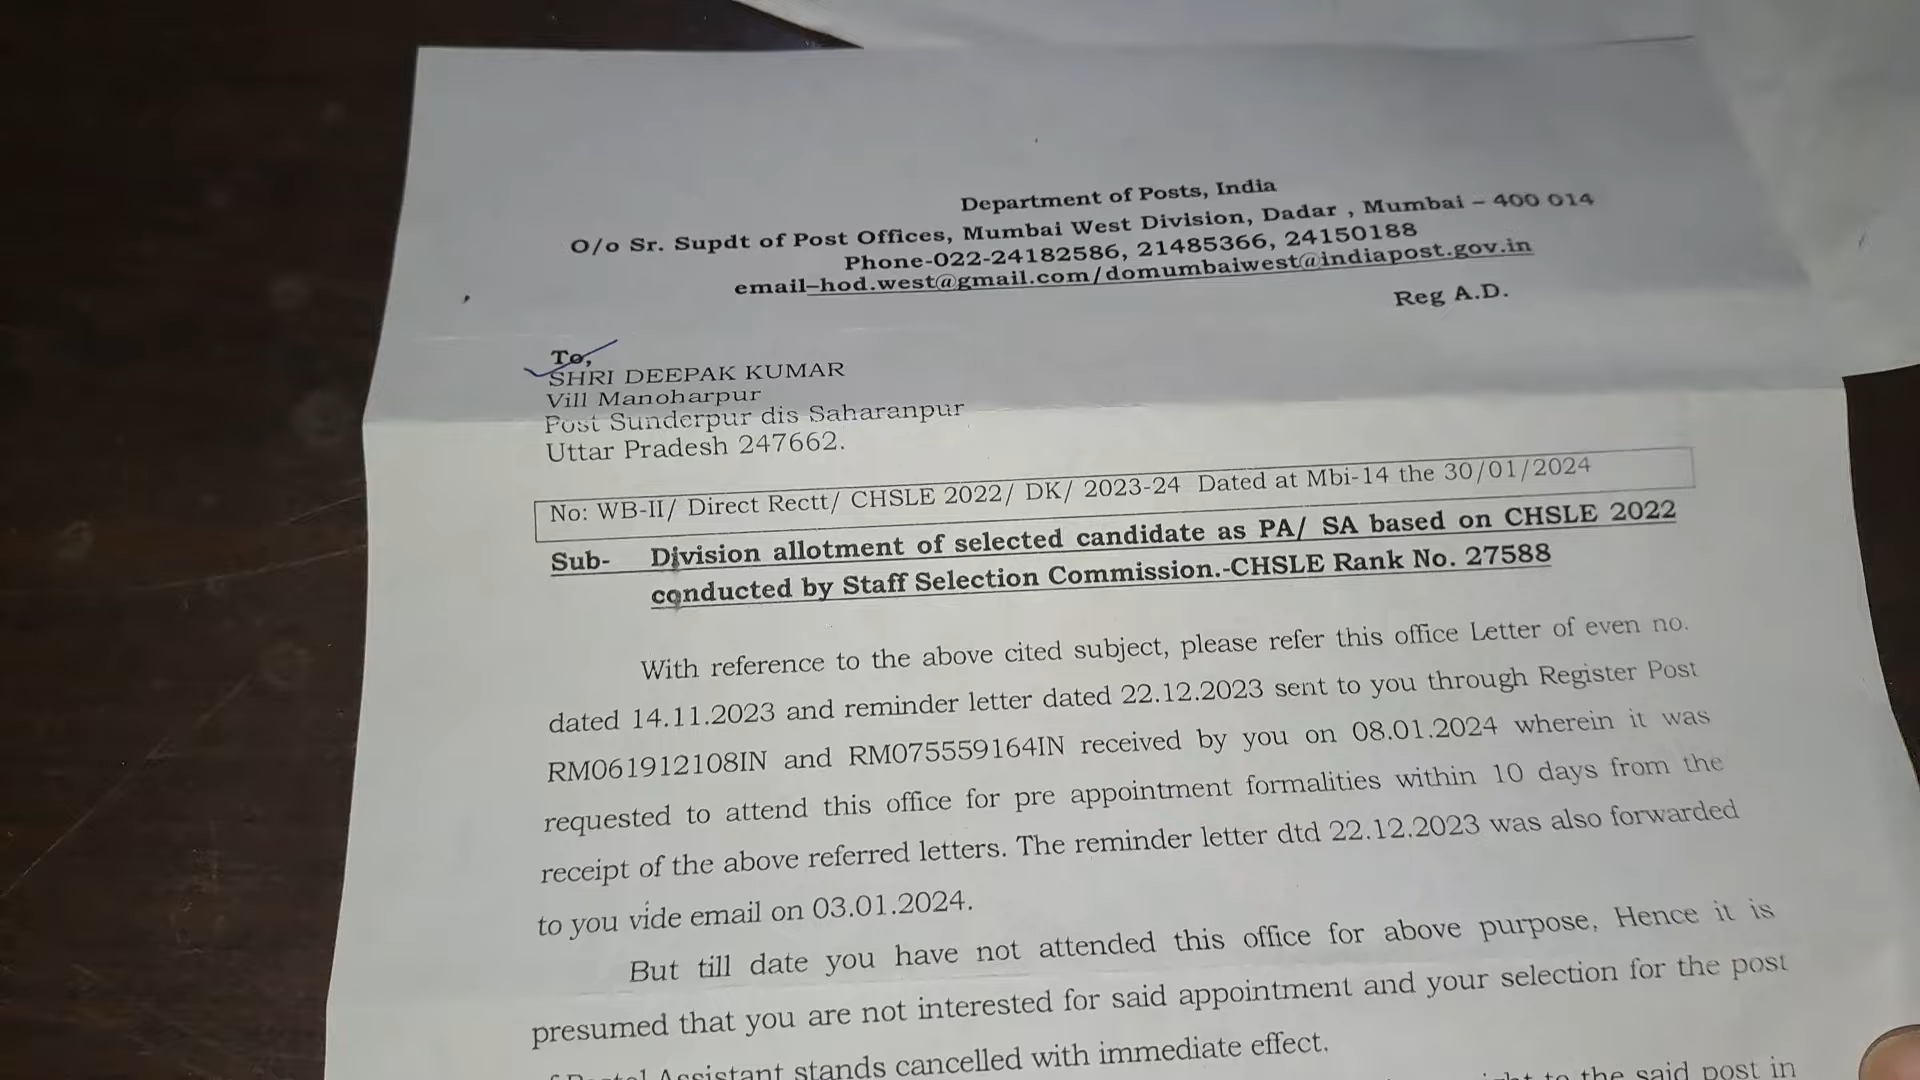 Department of Posts, India
O/o Sr. Supdt of Post Offices, Mumbai West Division, Dadar , Mumbai – 400 014
Phone-022-24182586, 21485366, 24150188
email–hod.west@gmail.com/domumbaiwest@indiapost.gov.in
Reg A.D.
To,
SHRI DEEPAK KUMAR
Vill Manoharpur
Post Sunderpur dis Saharanpur
Uttar Pradesh 247662.
No: WB-II/ Direct Rectt/ CHSLE 2022/ DK/ 2023-24 Dated at Mbi-14 the 30/01/2024
Sub- Division allotment of selected candidate as PA/ SA based on CHSLE 2022
conducted by Staff Selection Commission.-CHSLE Rank No. 27588
With reference to the above cited subject, please refer this office Letter of even no.
dated 14.11.2023 and reminder letter dated 22.12.2023 sent to you through Register Post
RM061912108IN and RM075559164IN received by you on 08.01.2024 wherein it was
requested to attend this office for pre appointment formalities within 10 days from the
receipt of the above referred letters. The reminder letter dtd 22.12.2023 was also forwarded
to you vide email on 03.01.2024.
But till date you have not attended this office for above purpose, Hence it is
presumed that you are not interested for said appointment and your selection for the post
Assistant stands cancelled with immediate effect.
to the said post in